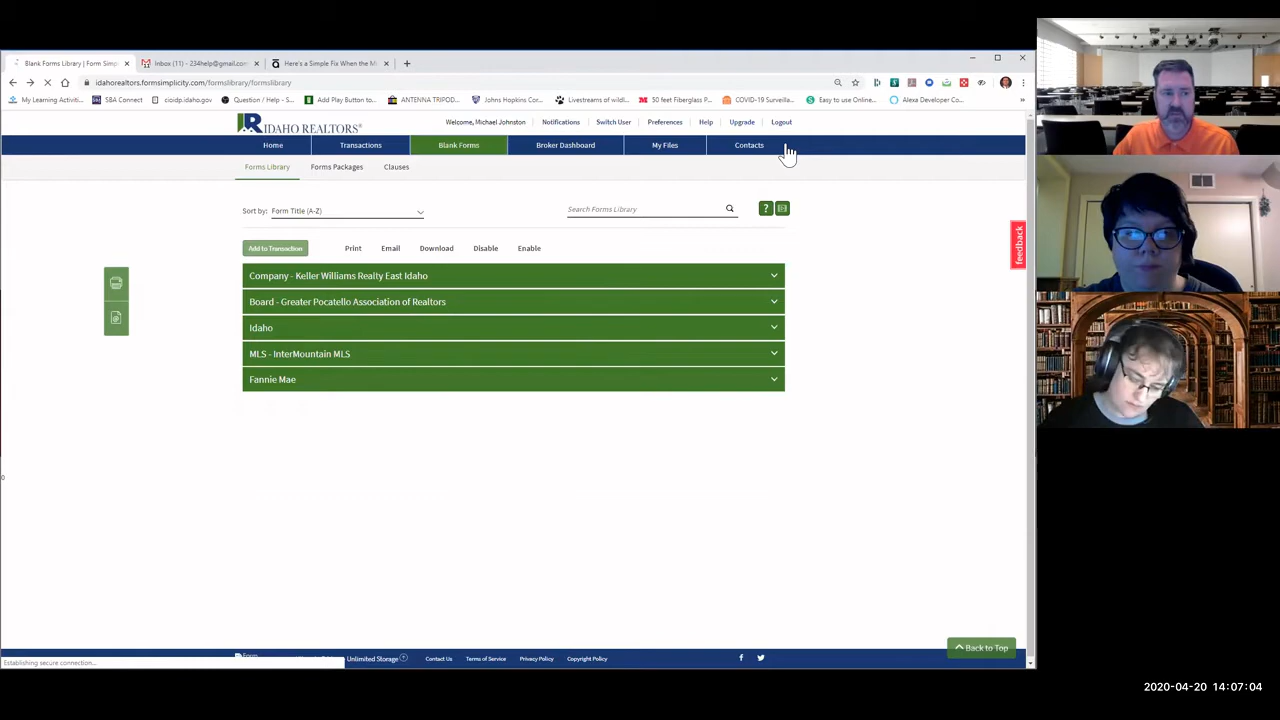 Blank Forms Library | Form Simpl
Inbox (11) - 234help@gmail.com
Here's a Simple Fix When the M
idahorealtors.formsimplicity.com/formslibrary/formslibrary
My Learning Activiti...
SBA Connect
cicidp.idaho.gov
Question / Help - S...
Add Play Button to...
ANTENNA TRIPOD...
Johns Hopkins Com...
Livestreams of wildl...
50 feet Fiberglass P...
COVID-19 Surveilla...
Easy to use Online...
Alexa Developer Co...
IDAHO REALTORS
Welcome, Michael Johnston
Notifications
Switch User
Preferences
Help
Upgrade
Logout
Home
Transactions
Blank Forms
Broker Dashboard
My Files
Contacts
Forms Library
Forms Packages
Clauses
Sort by:
Form Title (A-Z)
Search Forms Library
?
feedback
Add to Transaction
Print
Email
Download
Disable
Enable
Company - Keller Williams Realty East Idaho
Board - Greater Pocatello Association of Realtors
Idaho
MLS - InterMountain MLS
Fannie Mae
Back to Top
Unlimited Storage
Contact Us
Terms of Service
Privacy Policy
Copyright Policy
Establishing secure connection...
2020-04-20 14:07:04